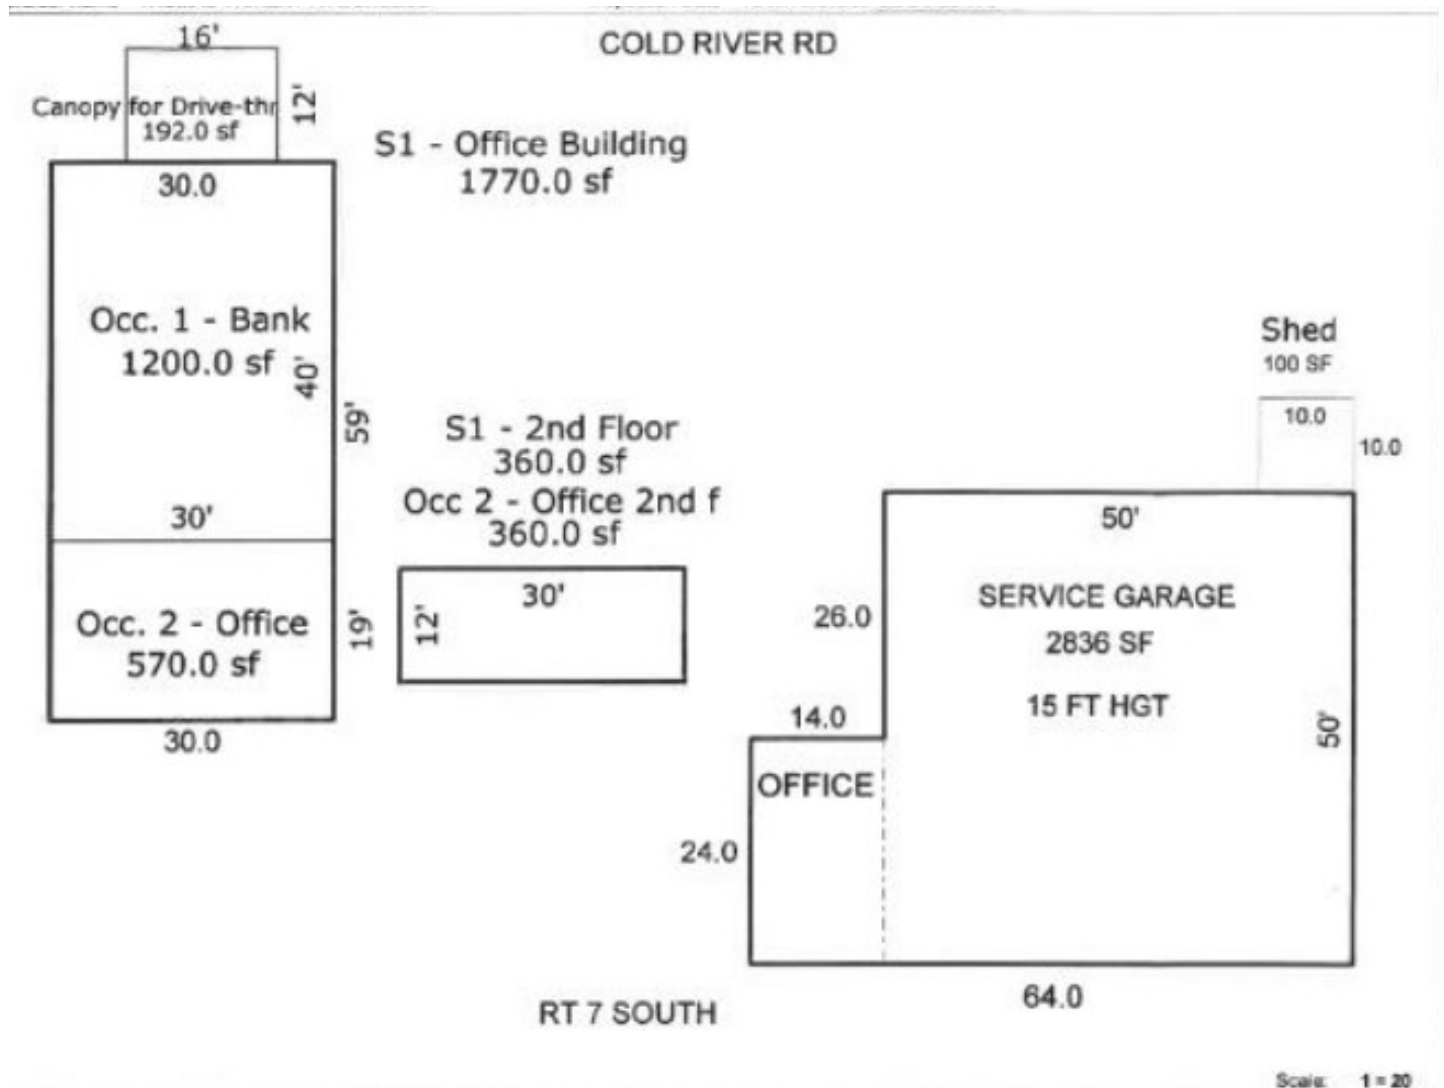 16'
COLD RIVER RD
Canopy for Drive-thr
192.0 sf
12'
S1 - Office Building
1770.0 sf
30.0
Occ. 1 - Bank
1200.0 sf
40'
59'
Shed
100 SF
10.0
10.0
S1 - 2nd Floor
360.0 sf
Occ 2 - Office 2nd f
360.0 sf
30'
50'
30'
12'
SERVICE GARAGE
2836 SF
15 FT HGT
26.0
Occ. 2 - Office
570.0 sf
19'
30.0
14.0
50'
OFFICE
24.0
64.0
RT 7 SOUTH
Scale: 1 = 20